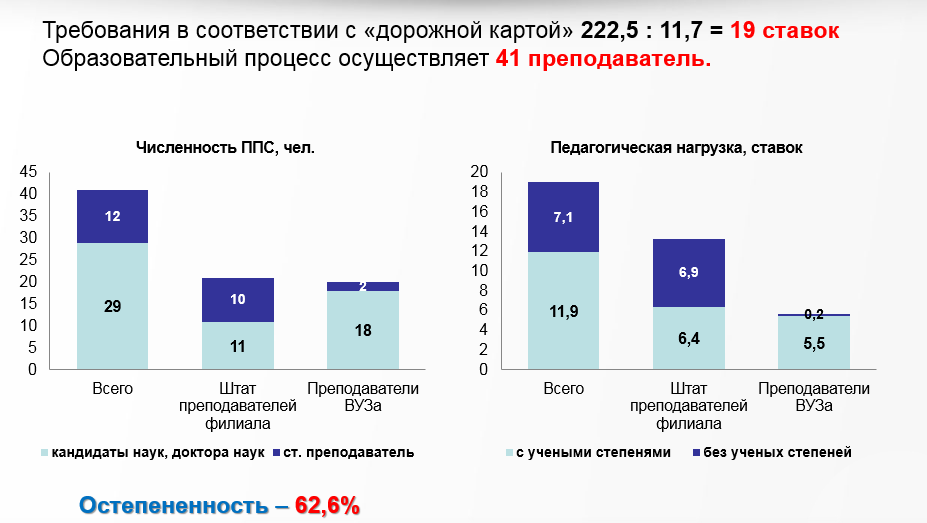 Требования в соответствии с «дорожной картой» 222,5 : 11,7 = 19 ставок
Образовательный процесс осуществляет 41 преподаватель.
Численность ППС, чел.
45
40
35
30
25
20
15
10
5
0
12
29
10
11
2
18
Всего
Штат преподавателей филиала
Преподаватели ВУЗа
кандидаты наук, доктора наук
ст. преподаватель
Педагогическая нагрузка, ставок
20
18
16
14
12
10
8
6
4
2
0
7,1
11,9
6,9
6,4
0,2
5,5
Всего
Штат преподавателей филиала
Преподаватели ВУЗа
с учеными степенями
без ученых степеней
Остепененность – 62,6%